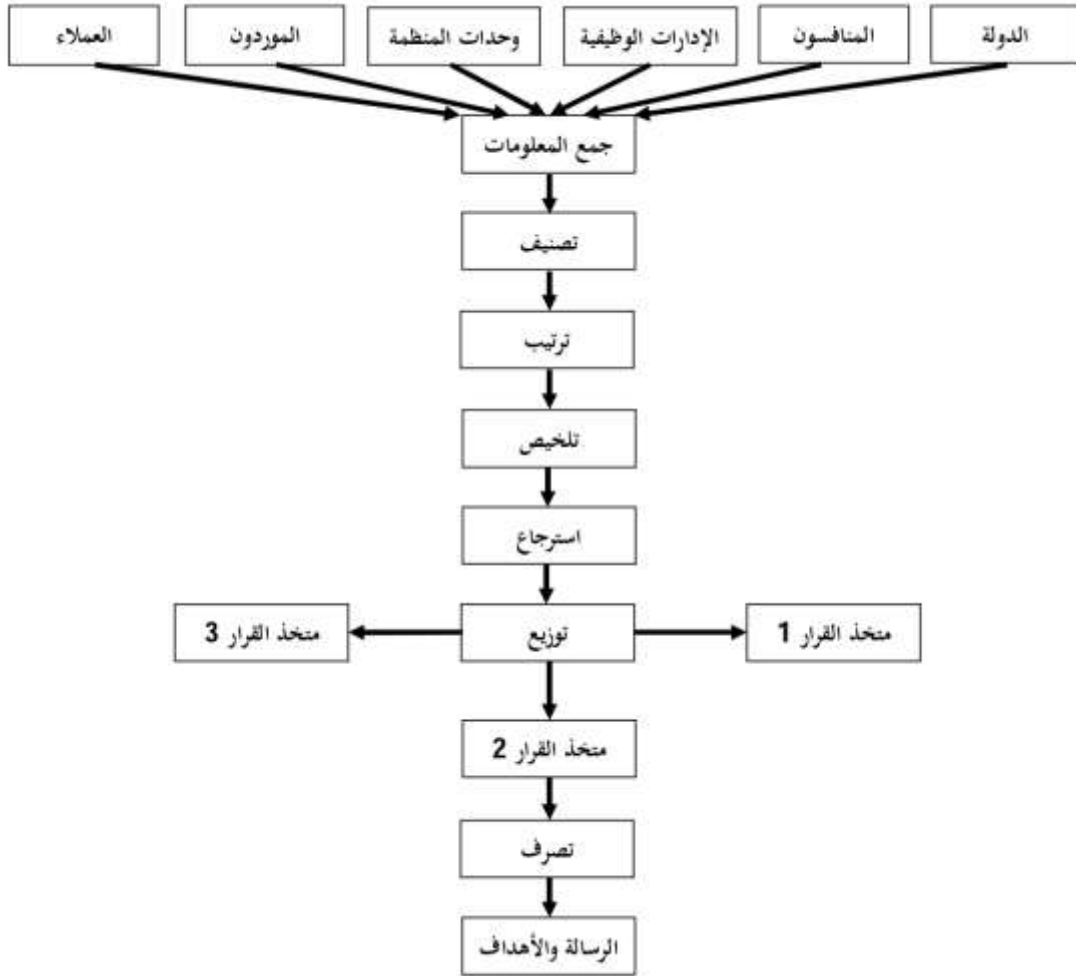 الدولة
المنافسون
الإدارات الوظيفية
وحدات المنظمة
الموردون
العملاء
جمع المعلومات
تصنيف
ترتيب
تلخيص
استرجاع
متخذ القرار 1
توزيع
متخذ القرار 3
متخذ القرار 2
تصرف
الرسالة والأهداف